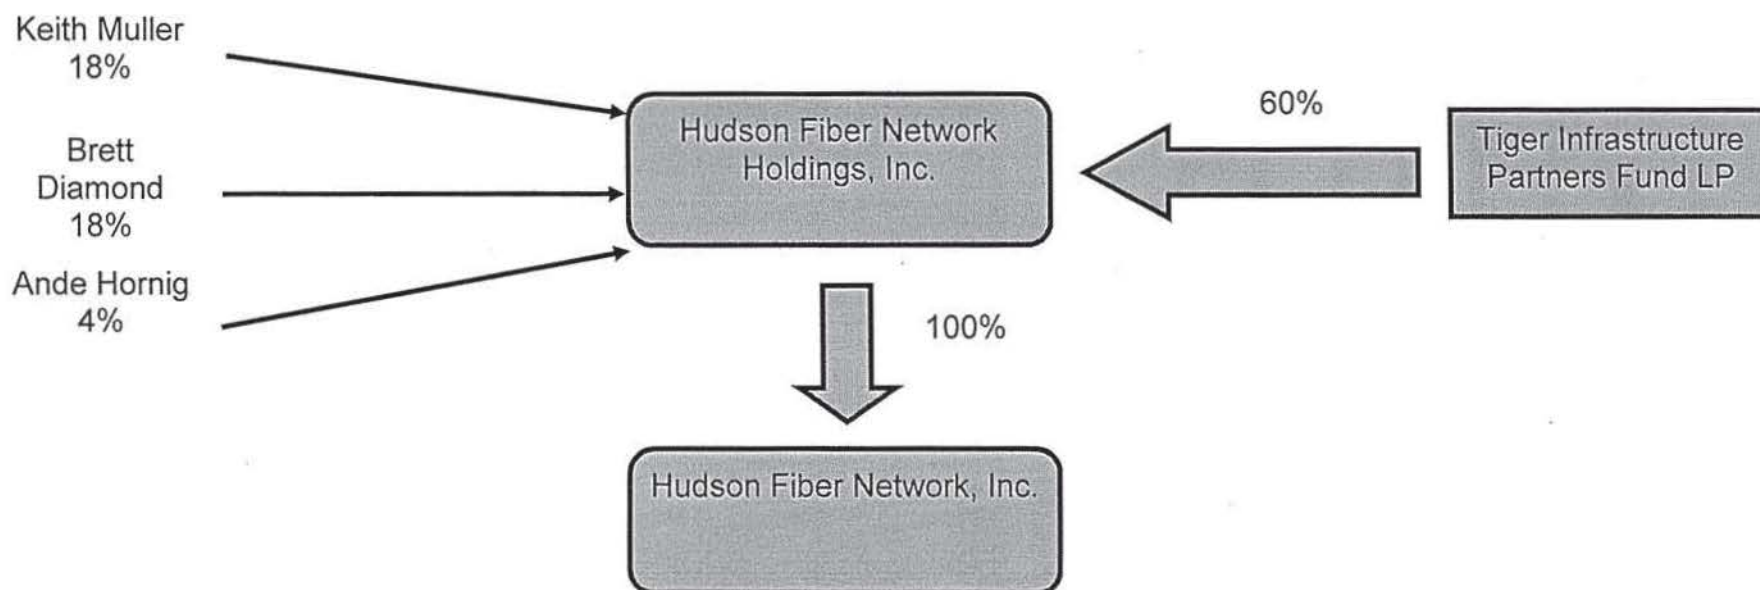 Keith Muller
18%
Brett
Diamond
18%
Ande Hornig
4%
Hudson Fiber Network
Holdings, Inc.
60%
Tiger Infrastructure
Partners Fund LP
100%
Hudson Fiber Network, Inc.